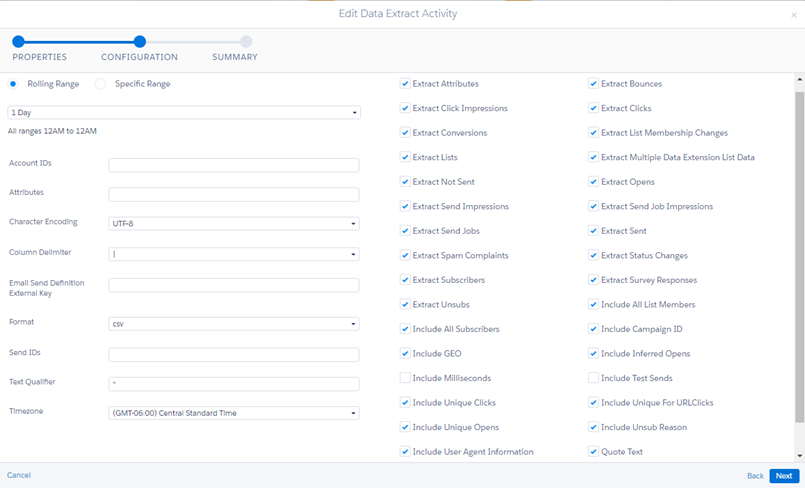 Edit Data Extract Activity
×
PROPERTIES
CONFIGURATION
SUMMARY
Rolling Range
Specific Range
1 Day
All ranges 12AM to 12AM
Account IDs
Attributes
Character Encoding
UTF-8
Column Delimiter
|
Email Send Definition
External Key
Format
csv
Send IDs
Text Qualifier
"
Timezone
(GMT-06:00) Central Standard Time
Extract Attributes
Extract Bounces
Extract Click Impressions
Extract Clicks
Extract Conversions
Extract List Membership Changes
Extract Lists
Extract Multiple Data Extension List Data
Extract Not Sent
Extract Opens
Extract Send Impressions
Extract Send Job Impressions
Extract Send Jobs
Extract Sent
Extract Spam Complaints
Extract Status Changes
Extract Subscribers
Extract Survey Responses
Extract Unsubs
Include All List Members
Include All Subscribers
Include Campaign ID
Include GEO
Include Inferred Opens
Include Milliseconds
Include Test Sends
Include Unique Clicks
Include Unique For URLClicks
Include Unique Opens
Include Unsub Reason
Include User Agent Information
Quote Text
Cancel
Back
Next